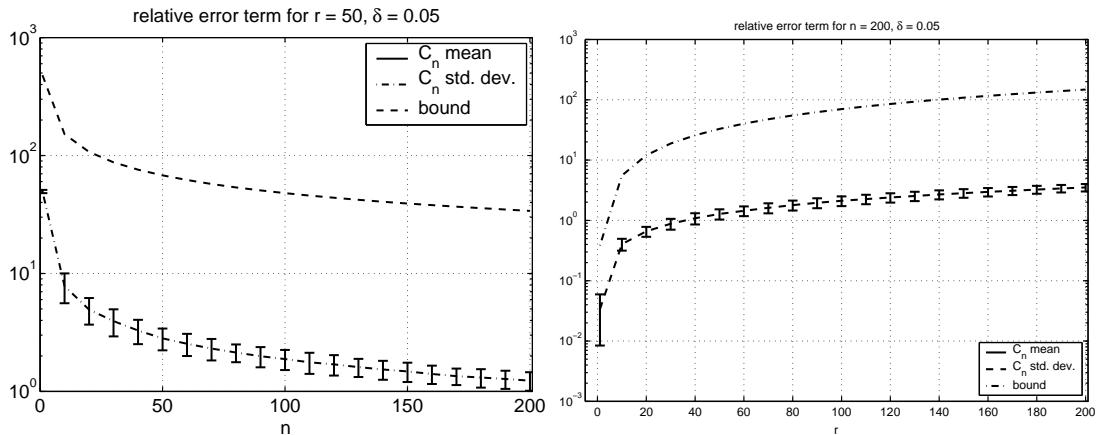 relative error term for r = 50, δ = 0.05
10^3
10^2
10^1
10^0
C_n mean
C_n std. dev.
bound
0
50
100
150
200
n
relative error term for n = 200, δ = 0.05
10^3
10^2
10^1
10^0
10^−1
10^−2
10^−3
C_n mean
C_n std. dev.
bound
0
20
40
60
80
100
120
140
160
180
200
r